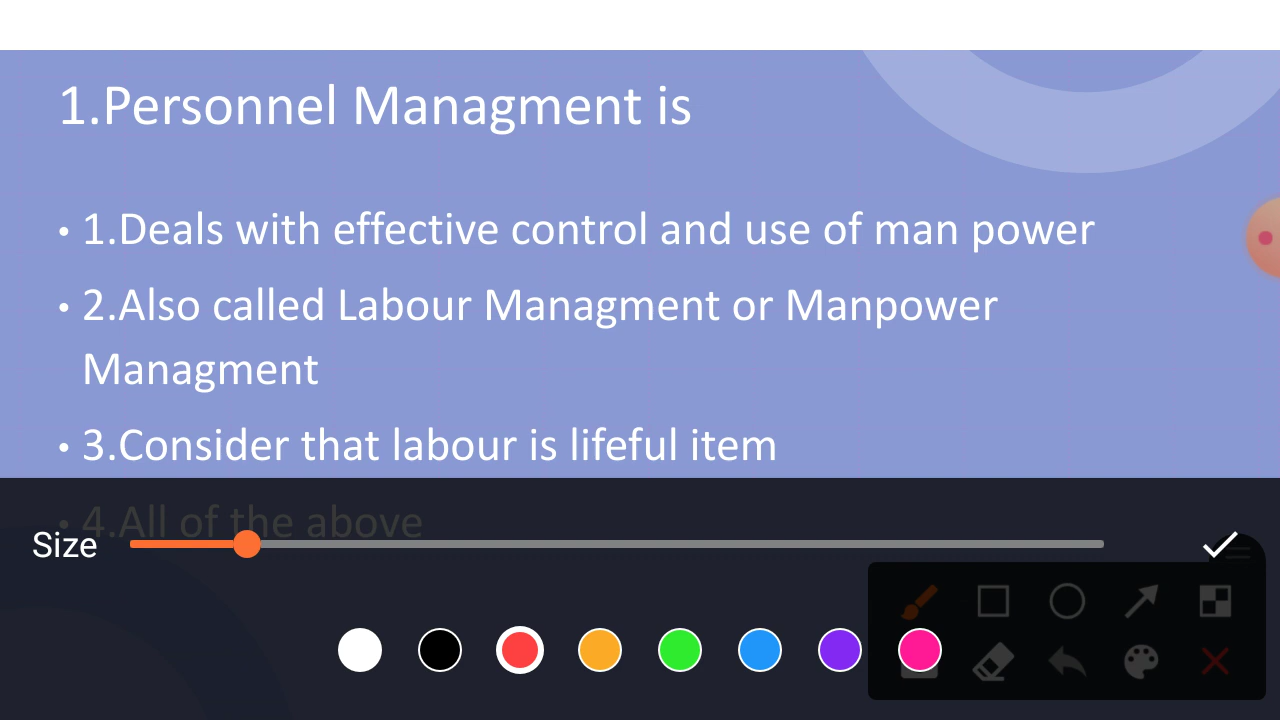 1.Personnel Managment is
• 1.Deals with effective control and use of man power
• 2.Also called Labour Managment or Manpower
Managment
• 3.Consider that labour is lifeful item
• 4.All of the above
Size